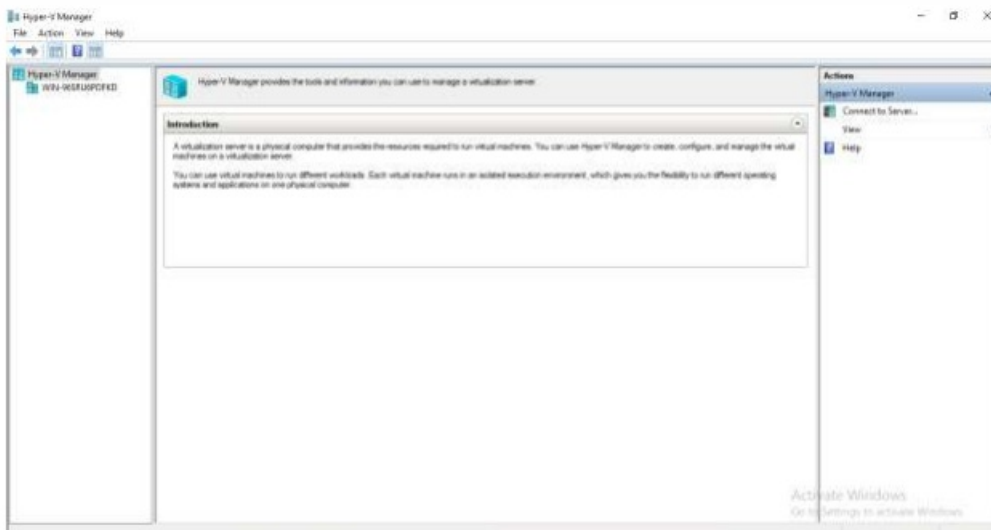 Hyper-V Manager
File Action View Help
Hyper-V Manager
Hyper-V Manager provides the tools and information you can use to manage a virtualization server.
Introduction
A virtualization server is a physical computer that provides the resources required to run virtual machines. You can use Hyper-V Manager to create, configure, and manage the virtual
machines on a virtualization server.
You can use virtual machines to run different workloads. Each virtual machine runs in an isolated execution environment, which gives you the flexibility to run different operating
systems and applications on one physical computer.
Actions
Hyper-V Manager
Connect to Server...
View
Help
Activate Windows
Go to Settings to activate Windows.